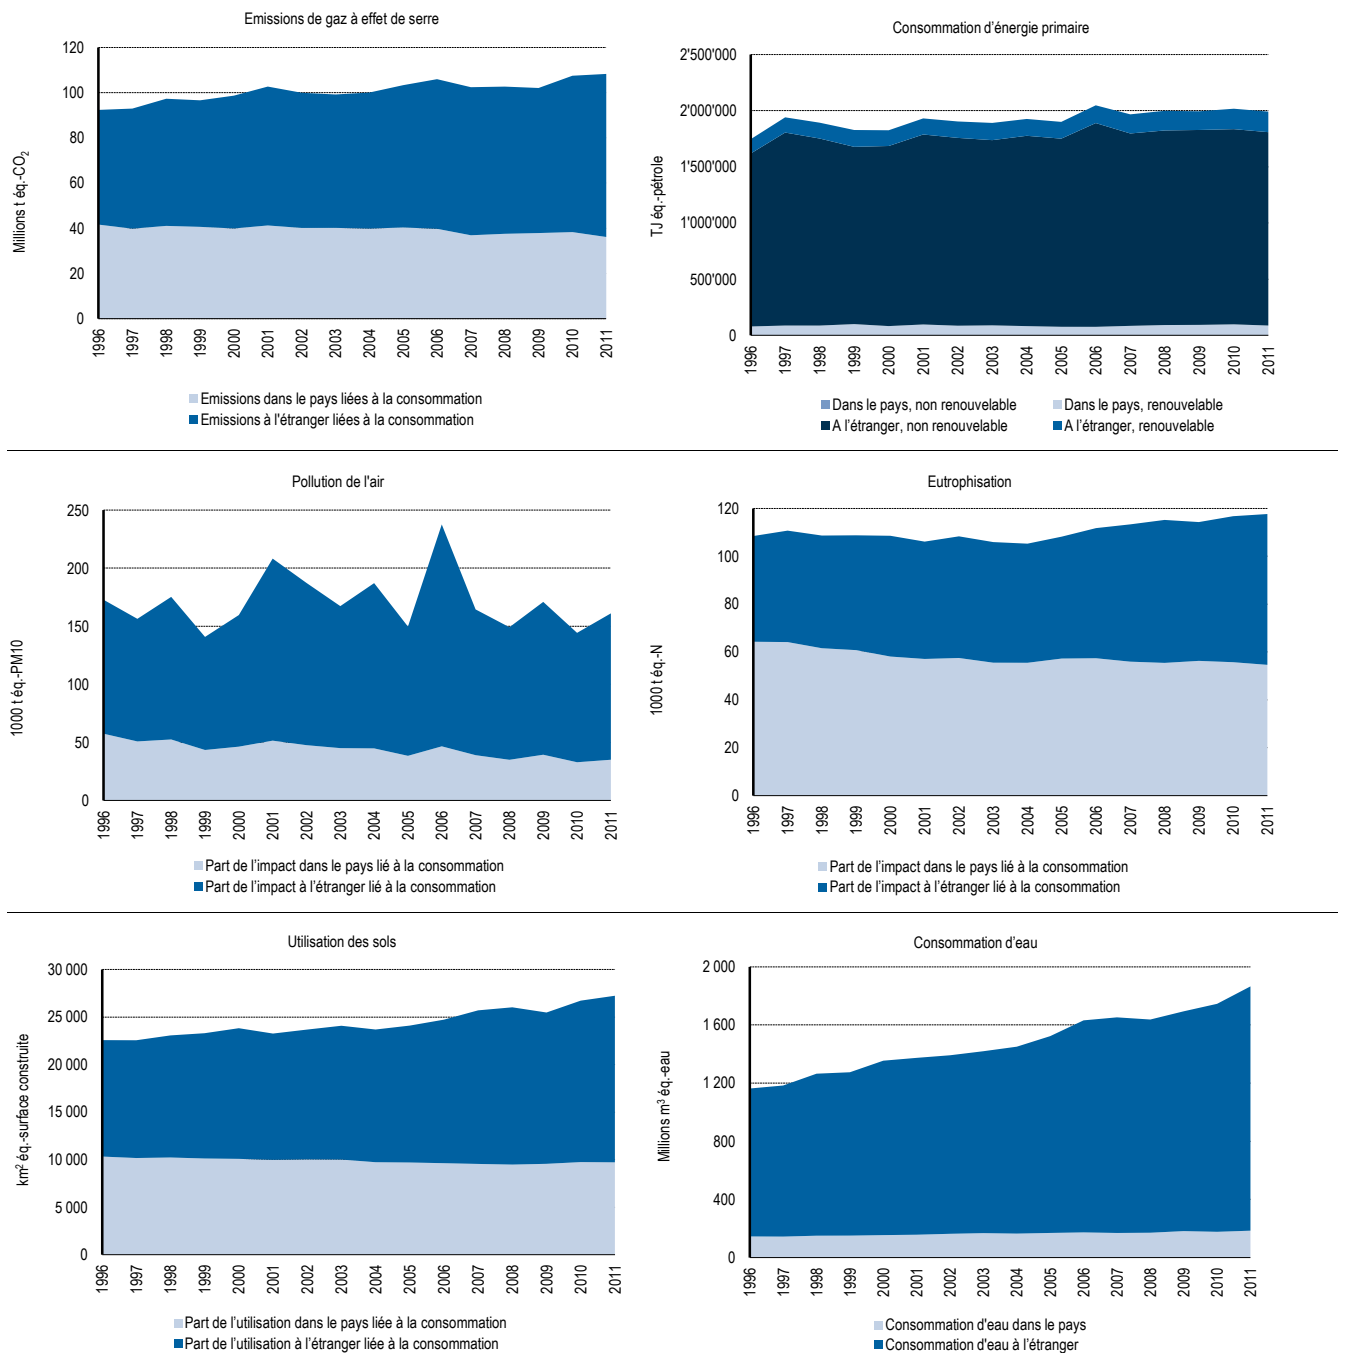 Emissions de gaz à effet de serre
Millions t éq.-CO2
120
100
80
60
40
20
0
1996 1997 1998 1999 2000 2001 2002 2003 2004 2005 2006 2007 2008 2009 2010 2011
Emissions dans le pays liées à la consommation
Emissions à l'étranger liées à la consommation
Consommation d'énergie primaire
TJ éq.-pétrole
2'500'000
2'000'000
1'500'000
1'000'000
500'000
0
1996 1997 1998 1999 2000 2001 2002 2003 2004 2005 2006 2007 2008 2009 2010 2011
Dans le pays, non renouvelable Dans le pays, renouvelable
A l'étranger, non renouvelable A l'étranger, renouvelable
Pollution de l'air
1000 t éq.-PM10
250
200
150
100
50
0
1996 1997 1998 1999 2000 2001 2002 2003 2004 2005 2006 2007 2008 2009 2010 2011
Part de l'impact dans le pays lié à la consommation
Part de l'impact à l'étranger lié à la consommation
Eutrophisation
1000 t éq.-N
120
100
80
60
40
20
0
1996 1997 1998 1999 2000 2001 2002 2003 2004 2005 2006 2007 2008 2009 2010 2011
Part de l'impact dans le pays lié à la consommation
Part de l'impact à l'étranger lié à la consommation
Utilisation des sols
km² éq.-surface construite
30 000
25 000
20 000
15 000
10 000
5 000
0
1996 1997 1998 1999 2000 2001 2002 2003 2004 2005 2006 2007 2008 2009 2010 2011
Part de l'utilisation dans le pays liée à la consommation
Part de l'utilisation à l'étranger liée à la consommation
Consommation d'eau
Millions m³ éq.-eau
2 000
1 600
1 200
800
400
0
1996 1997 1998 1999 2000 2001 2002 2003 2004 2005 2006 2007 2008 2009 2010 2011
Consommation d'eau dans le pays
Consommation d'eau à l'étranger